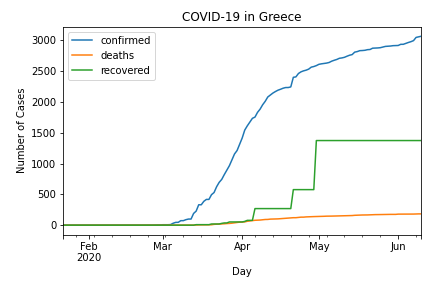 COVID-19 in Greece
confirmed
deaths
recovered
Number of Cases
3000
2500
2000
1500
1000
500
0
Feb
2020
Mar
Apr
May
Jun
Day